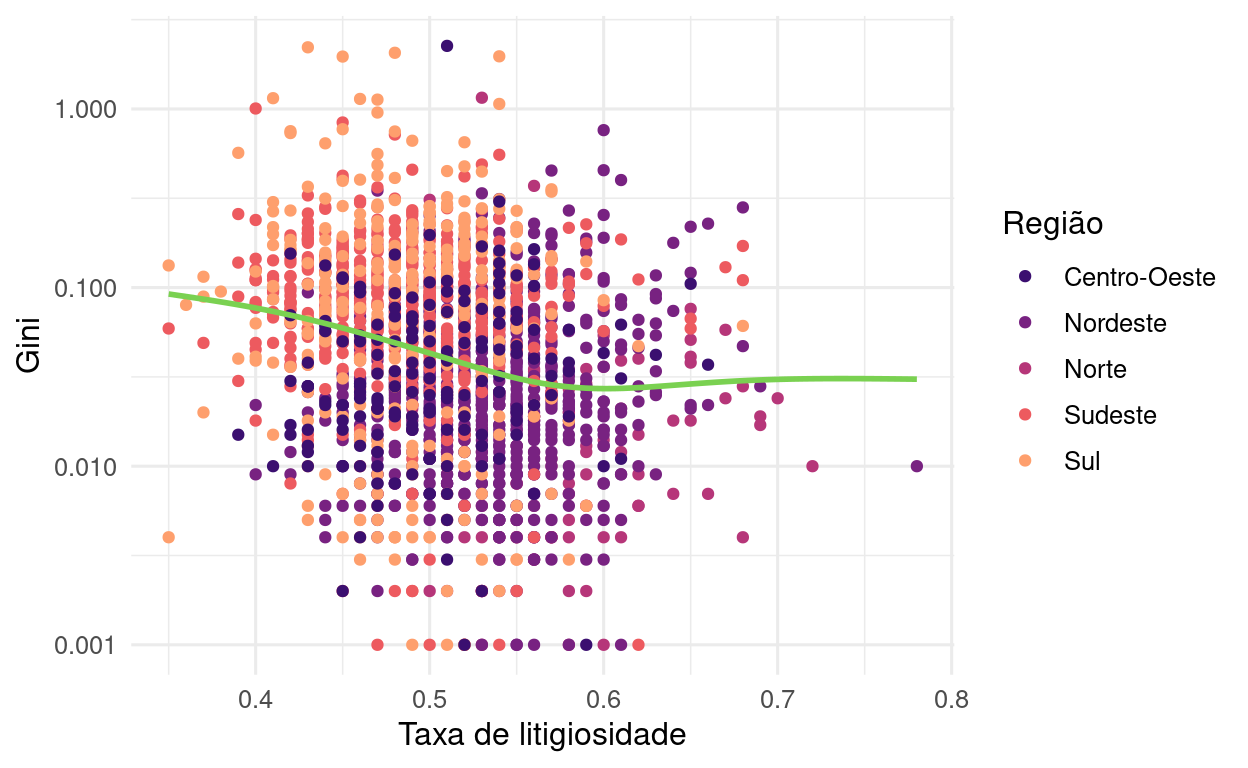 1.000
0.100
0.010
0.001
Gini
0.4 0.5 0.6 0.7 0.8
Taxa de litigiosidade
Região
Centro-Oeste
Nordeste
Norte
Sudeste
Sul